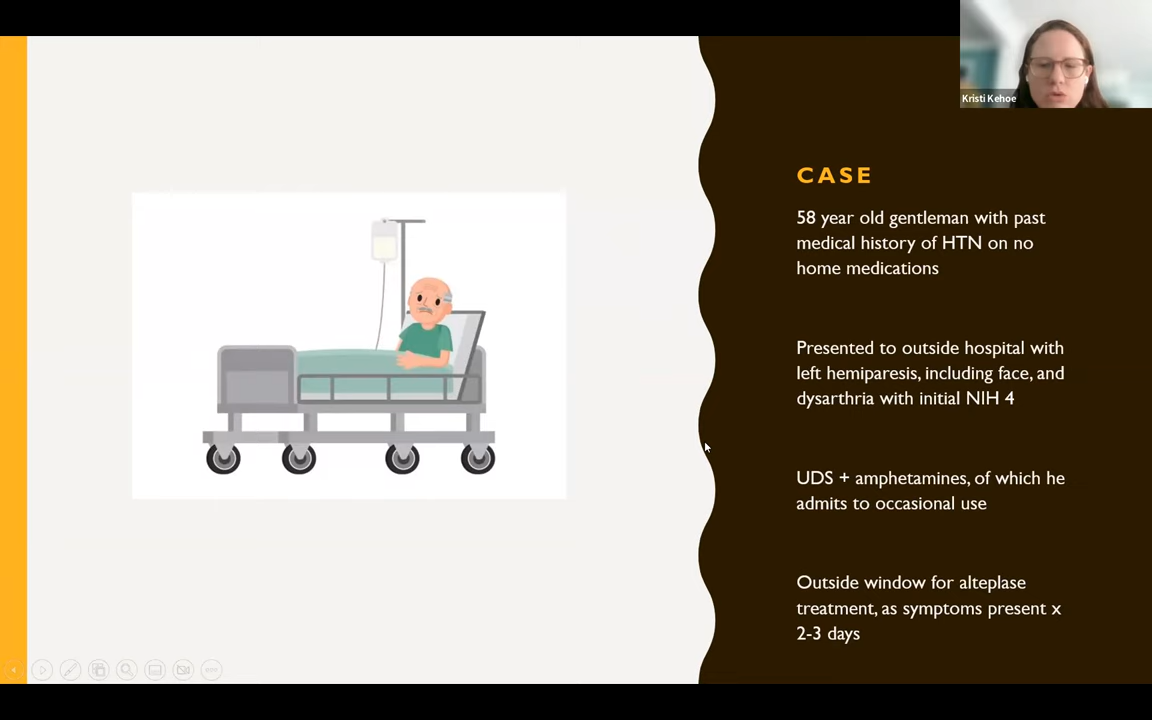 Kristi Kehoe
CASE
58 year old gentleman with past
medical history of HTN on no
home medications
Presented to outside hospital with
left hemiparesis, including face, and
dysarthria with initial NIH 4
UDS + amphetamines, of which he
admits to occasional use
Outside window for alteplase
treatment, as symptoms present x
2-3 days